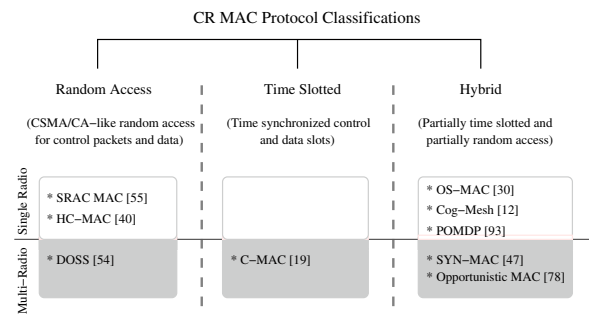 CR MAC Protocol Classifications
Random Access
(CSMA/CA−like random access
for control packets and data)
Time Slotted
(Time synchronized control
and data slots)
Hybrid
(Partially time slotted and
partially random access)
Single Radio
* SRAC MAC [55]
* HC−MAC [40]
* OS−MAC [30]
* Cog−Mesh [12]
* POMDP [93]
Multi−Radio
* DOSS [54]
* C−MAC [19]
* SYN−MAC [47]
* Opportunistic MAC [78]